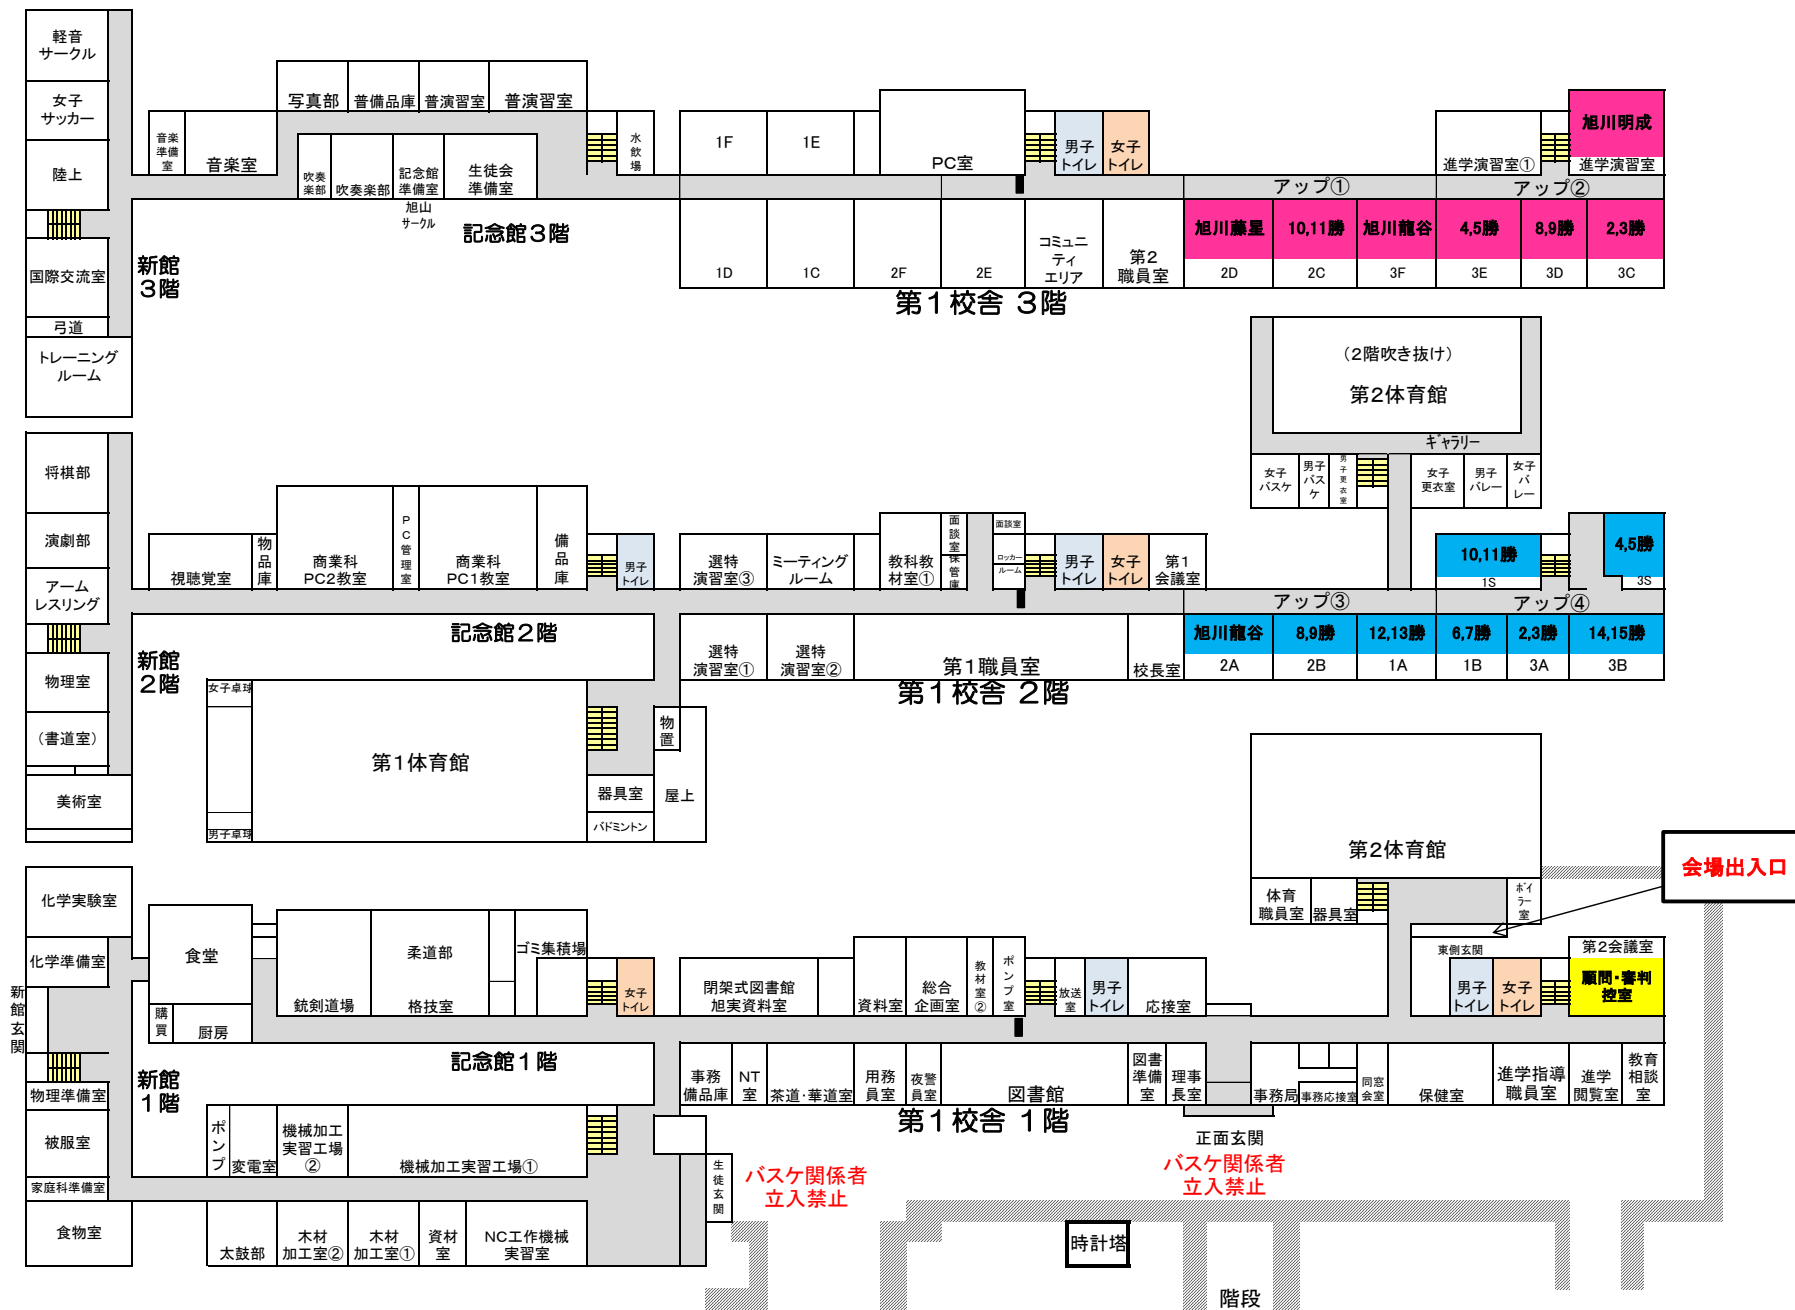 軽音
サークル
女子
サッカー
陸上
国際交流室
弓道
トレーニング
ルーム
新館
3階
音楽
準備
室
音楽室
写真部
普備品庫
普演習室
普演習室
吹奏
楽部
吹奏楽部
記念館
準備室
生徒会
準備室
旭山
サークル
水
飲
場
記念館3階
1F
1E
PC室
男子
トイレ
女子
トイレ
進学演習室①
旭川明成
進学演習室
アップ①
アップ②
1D
1C
2F
2E
コミュニ
ティ
エリア
第2
職員室
旭川藤星
2D
10,11勝
2C
旭川龍谷
3F
4,5勝
3E
8,9勝
3D
2,3勝
3C
第1校舎 3階
(2階吹き抜け)
第2体育館
ギャラリー
女子
バスケ
男子
バス
ケ
男
子
更
衣
室
女子
更衣室
男子
バレー
女子
バ
レー
将棋部
演劇部
アーム
レスリング
物理室
(書道室)
美術室
新館
2階
視聴覚室
物
品
庫
商業科
PC2教室
P
C
管
理
室
商業科
PC1教室
備
品
庫
男子
トイレ
記念館2階
選特
演習室③
ミーティング
ルーム
教科教
材室①
面
談
室
保
管
庫
面談室
ロッカー
ルーム
男子
トイレ
女子
トイレ
第1
会議室
10,11勝
1S
4,5勝
3S
アップ③
アップ④
選特
演習室①
選特
演習室②
第1職員室
校長室
旭川龍谷
2A
8,9勝
2B
12,13勝
1A
6,7勝
1B
2,3勝
3A
14,15勝
3B
第1校舎 2階
女子卓球
男子卓球
第1体育館
物
置
器具室
バドミントン
屋上
第2体育館
体育
職員室
器具室
ボイ
ラー
室
会場出入口
東側玄関
化学実験室
化学準備室
新
館
玄
関
物理準備室
被服室
家庭科準備室
食物室
新館
1階
食堂
購
買
厨房
銃剣道場
柔道部
格技室
ゴミ集積場
女子
トイレ
記念館1階
閉架式図書館
旭実資料室
資料室
総合
企画室
教
材
室
②
ポ
ン
プ
室
放送
室
男子
トイレ
応接室
男子
トイレ
女子
トイレ
第2会議室
顧問・審判
控室
事務
備品庫
NT
室
茶道・華道室
用務
員室
夜警
員室
図書館
図書
準備
室
理事
長室
事務局
事務応接室
同窓
会室
保健室
進学指導
職員室
進学
閲覧室
教育
相談
室
第1校舎 1階
正面玄関
バスケ関係者
立入禁止
バスケ関係者
立入禁止
ポ
ン
プ
変電室
機械加工
実習工場
②
機械加工実習工場①
生
徒
玄
関
太鼓部
木材
加工室②
木材
加工室①
資材
室
NC工作機械
実習室
時計塔
階段